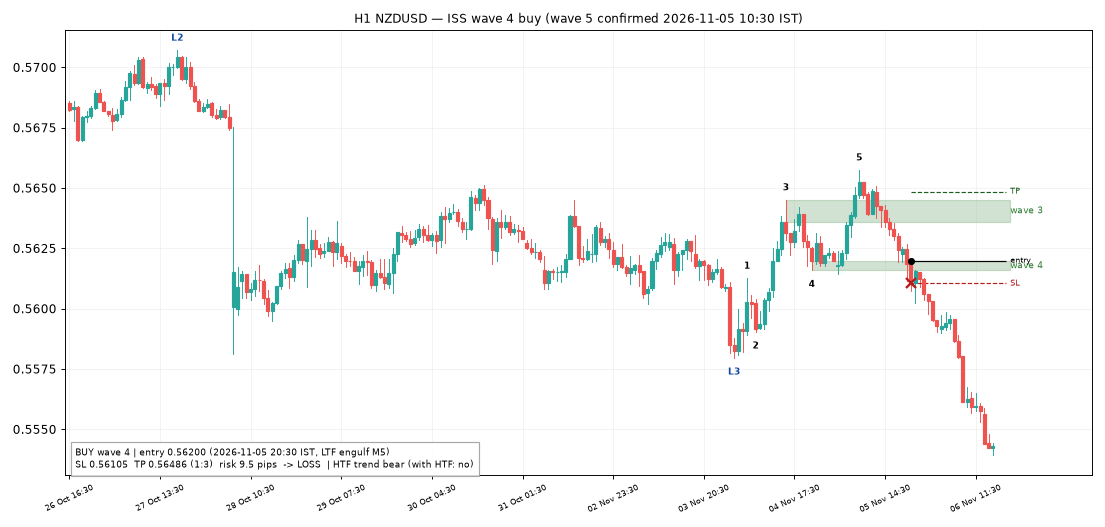 H1 NZDUSD — ISS wave 4 buy (wave 5 confirmed 2026-11-05 10:30 IST)
L2
5
3
TP
wave 3
1
entry
wave 4
4
SL
2
L3
0.5700
0.5675
0.5650
0.5625
0.5600
0.5575
0.5550
BUY wave 4 | entry 0.56200 (2026-11-05 20:30 IST, LTF engulf M5)
SL 0.56105 TP 0.56486 (1:3) risk 9.5 pips -> LOSS | HTF trend bear (with HTF: no)
26 Oct 16:30
27 Oct 13:30
28 Oct 10:30
29 Oct 07:30
30 Oct 04:30
31 Oct 01:30
02 Nov 23:30
03 Nov 20:30
04 Nov 17:30
05 Nov 14:30
06 Nov 11:30